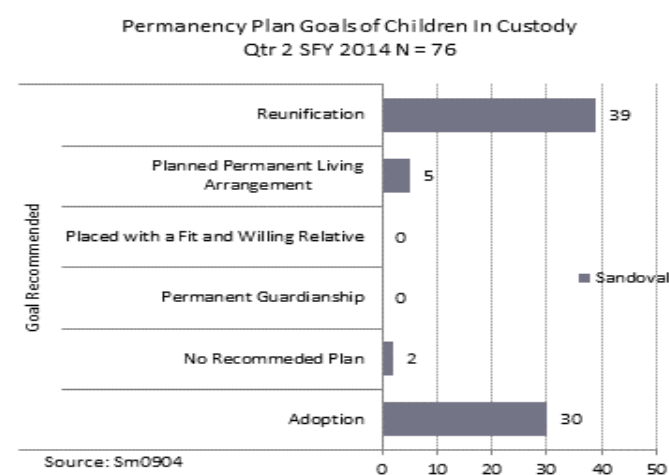 Permanency Plan Goals of Children In Custody
Qtr 2 SFY 2014 N = 76
Goal Recommended
Reunification 39
Planned Permanent Living
Arrangement 5
Placed with a Fit and Willing Relative 0
Permanent Guardianship 0
No Recommeded Plan 2
Adoption 30
Sandoval
0 10 20 30 40 50
Source: Sm0904